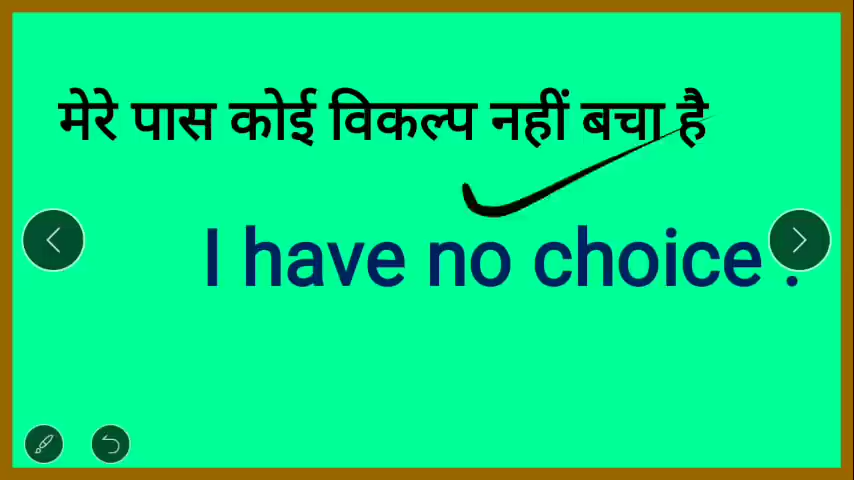 मेरे पास कोई विकल्प नहीं बचा है
I have no choice .